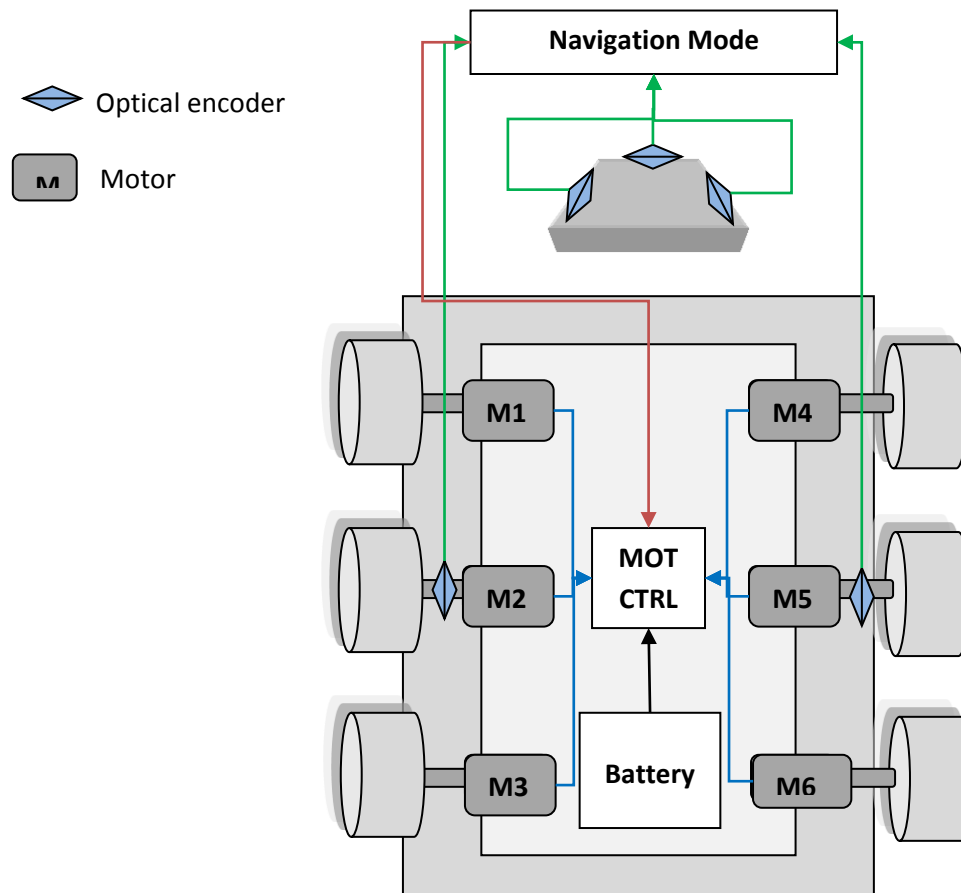 Navigation Mode
Optical encoder
M
Motor
M1
M4
MOT
CTRL
M2
M5
Battery
M3
M6